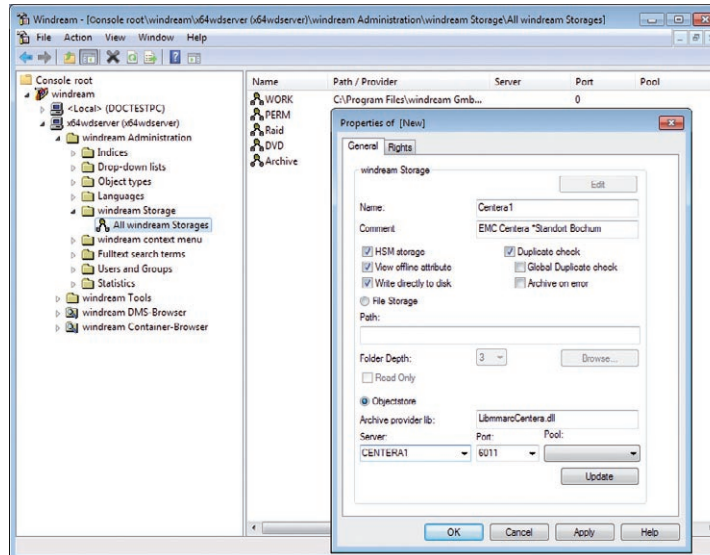 Windream - [Console root\windream\x64wdserver (x64wdserver)\windream Administration\windream Storage\All windream Storages]
File Action View Window Help
Console root
windream
<Local> (DOCTESTPC)
x64wdserver (x64wdserver)
windream Administration
Indices
Drop-down lists
Object types
Languages
windream Storage
All windream Storages
windream context menu
Fulltext search terms
Users and Groups
Statistics
windream Tools
windream DMS-Browser
windream Container-Browser
Name Path / Provider Server Port Pool
WORK C:\Program Files\windream Gmb... 0
PERM
Raid
DVD
Archive
Properties of [New]
General Rights
windream Storage
Edit
Name: Centera1
Comment EMC Centera *Standort Bochum
HSM storage Duplicate check
View offline attribute Global Duplicate check
Write directly to disk Archive on error
File Storage
Path:
Folder Depth: 3 Browse...
Read Only
Objectstore
Archive provider lib: LibmmarcCentera.dll
Server: Port: Pool:
CENTERA1 6011
Update
OK Cancel Apply Help